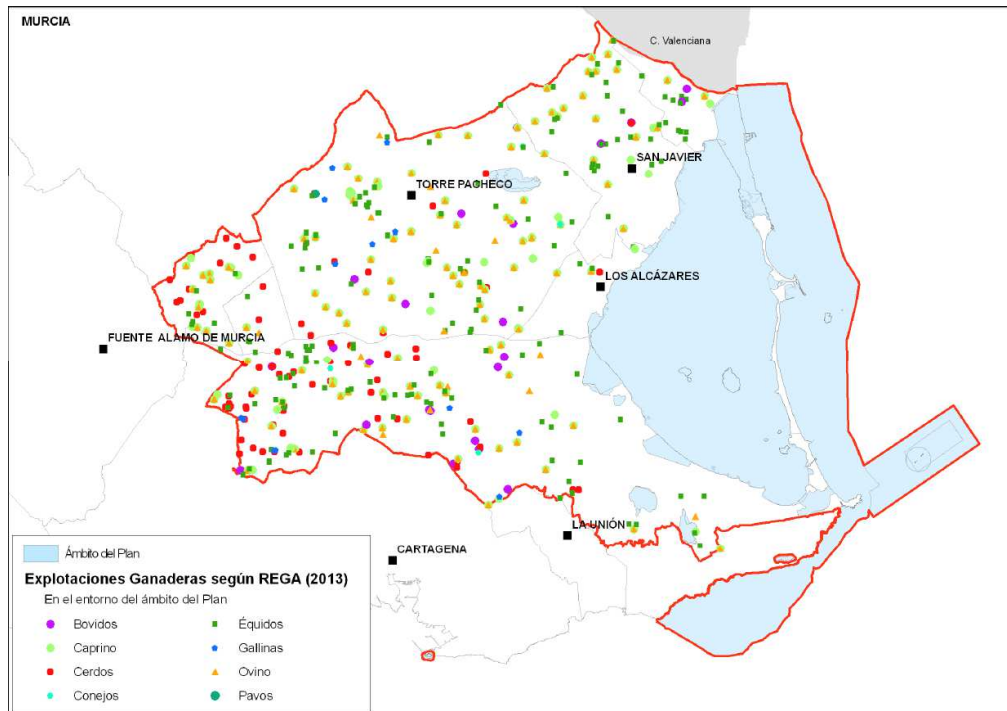 MURCIA
C. Valenciana
SAN JAVIER
TORRE PACHECO
LOS ALCÁZARES
FUENTE ALAMO DE MURCIA
LA UNIÓN
CARTAGENA
Ámbito del Plan
Explotaciones Ganaderas según REGA (2013)
En el entorno del ámbito del Plan
Bovidos
Équidos
Caprino
Gallinas
Cerdos
Ovino
Conejos
Pavos